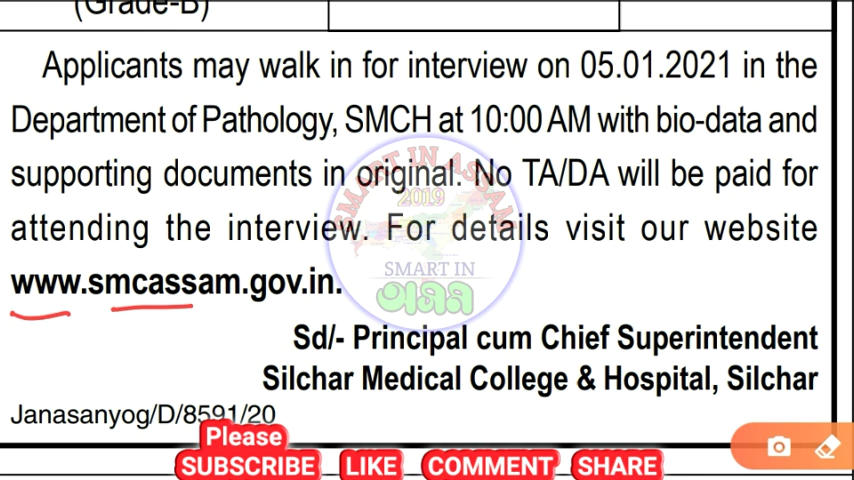 (Grade-B)
Applicants may walk in for interview on 05.01.2021 in the
Department of Pathology, SMCH at 10:00 AM with bio-data and
supporting documents in original. No TA/DA will be paid for
attending the interview. For details visit our website
www.smcassam.gov.in.
Sd/- Principal cum Chief Superintendent
Silchar Medical College & Hospital, Silchar
Janasanyog/D/8591/20
SMART IN ASSAM
2019
SMART IN
অসম
Please
SUBSCRIBE LIKE COMMENT SHARE